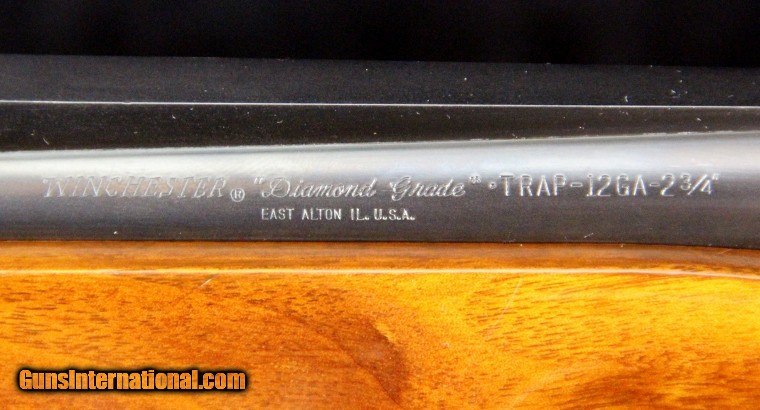 WINCHESTER® "Diamond Grade" • TRAP-12GA-2¾"
EAST ALTON IL. U.S.A.
GunsInternational.com